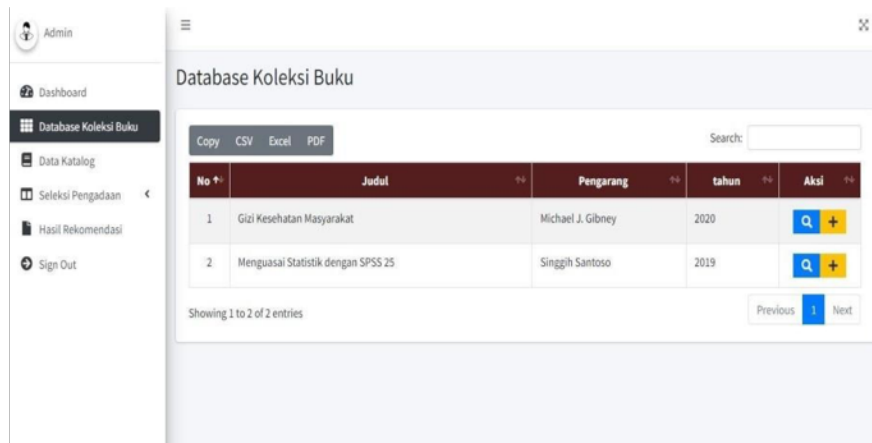 Admin
Dashboard
Database Koleksi Buku
Data Katalog
Seleksi Pengadaan
Hasil Rekomendasi
Sign Out
Database Koleksi Buku
Copy CSV Excel PDF Search:
No Judul Pengarang tahun Aksi
1 Gizi Kesehatan Masyarakat Michael J. Gibney 2020
2 Menguasai Statistik dengan SPSS 25 Singgih Santoso 2019
Showing 1 to 2 of 2 entries Previous 1 Next